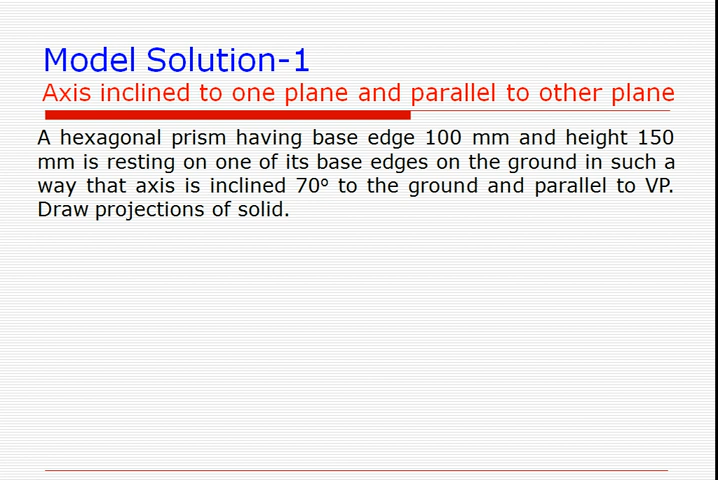 Model Solution-1
Axis inclined to one plane and parallel to other plane
A hexagonal prism having base edge 100 mm and height 150
mm is resting on one of its base edges on the ground in such a
way that axis is inclined 70º to the ground and parallel to VP.
Draw projections of solid.